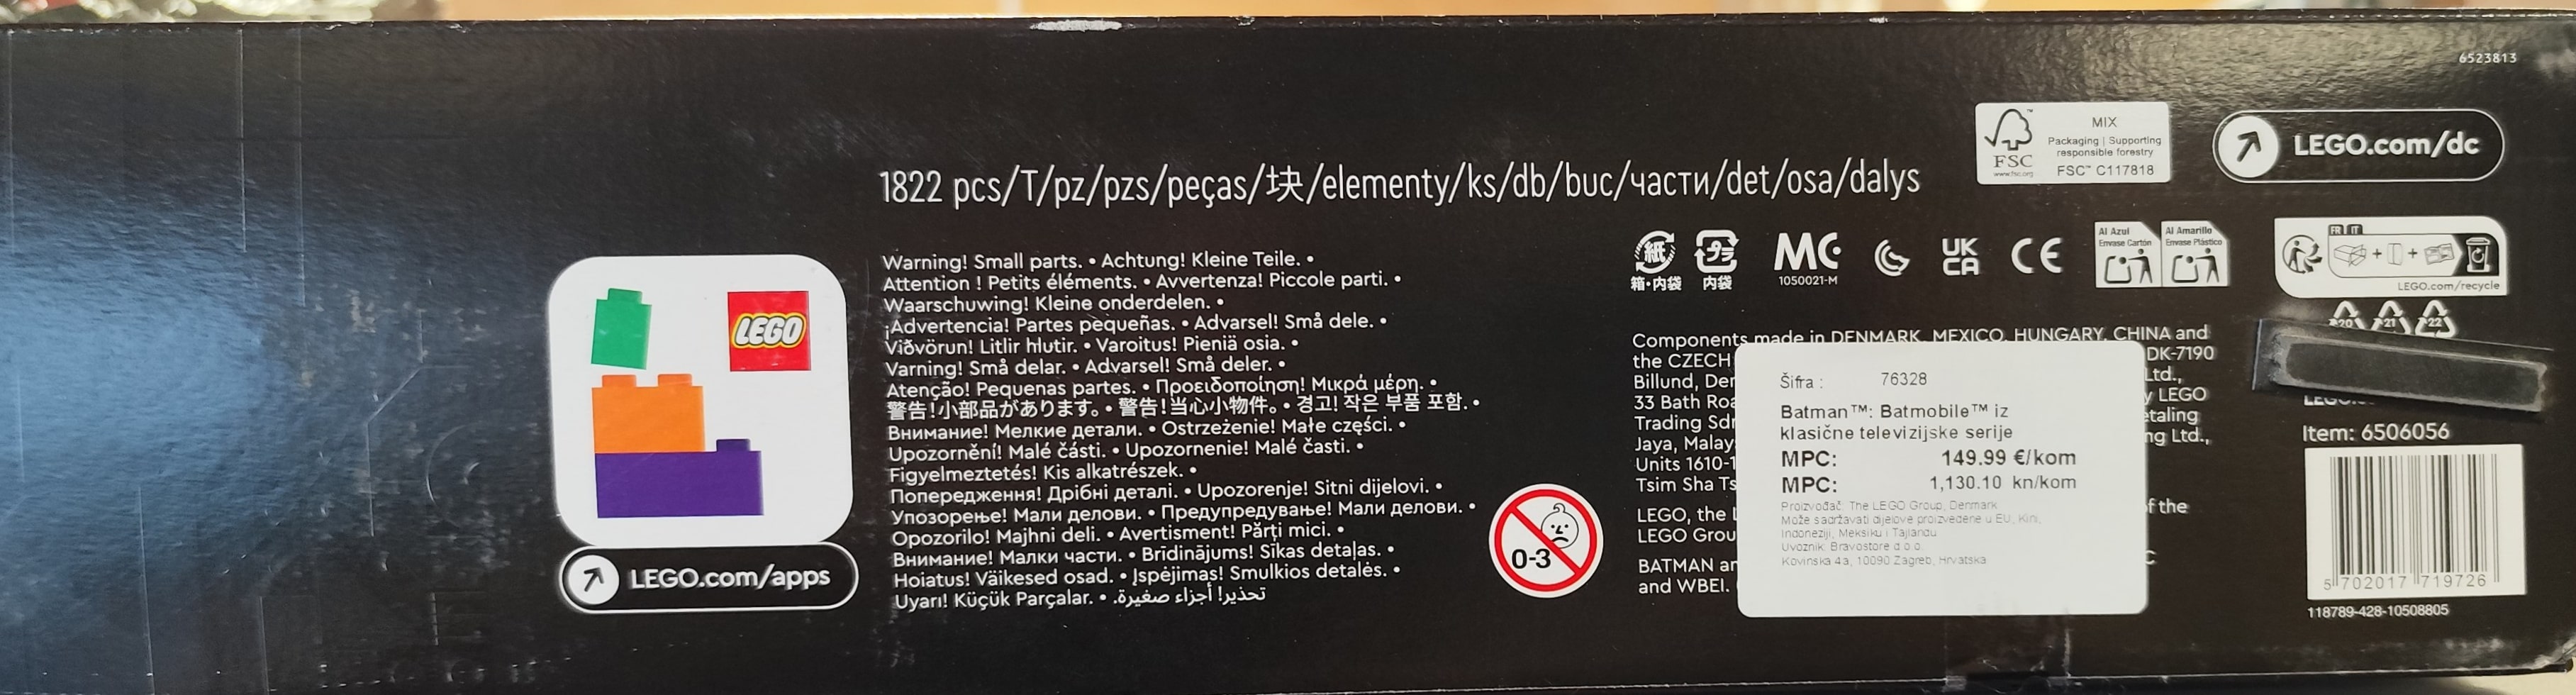 6523813
FSC
www.fsc.org
MIX
Packaging | Supporting
responsible forestry
FSC™ C117818
LEGO.com/dc
1822 pcs/T/pz/pzs/peças/块/elementy/ks/db/buc/части/det/osa/dalys
LEGO
LEGO.com/apps
Warning! Small parts. • Achtung! Kleine Teile. •
Attention ! Petits éléments. • Avvertenza! Piccole parti. •
Waarschuwing! Kleine onderdelen. •
¡Advertencia! Partes pequeñas. • Advarsel! Små dele. •
Viðvörun! Litlir hlutir. • Varoitus! Pieniä osia. •
Varning! Små delar. • Advarsel! Små deler. •
Atenção! Pequenas partes. • Προειδοποίηση! Μικρά μέρη. •
警告!小部品があります。• 警告!当心小物件。• 경고! 작은 부품 포함. •
Внимание! Мелкие детали. • Ostrzeżenie! Małe części. •
Upozornění! Malé části. • Upozornenie! Malé časti. •
Figyelmeztetés! Kis alkatrészek. •
Попередження! Дрібні деталі. • Upozorenje! Sitni dijelovi. •
Упозорење! Мали делови. • Предупредување! Мали делови. •
Opozorilo! Majhni deli. • Avertisment! Părți mici. •
Внимание! Малки части. • Brīdinājums! Sīkas detaļas. •
Hoiatus! Väikesed osad. • Įspėjimas! Smulkios detalės. •
Uyarı! Küçük Parçalar. • تحذير! أجزاء صغيرة.
0-3
紙
箱・内袋
プラ
内袋
MC
1050021-M
UK
CA
CE
Al Azul
Envase Cartón
Al Amarillo
Envase Plástico
FR IT
LEGO.com/recycle
20 21 22
Components made in DENMARK, MEXICO, HUNGARY, CHINA and
the CZECH DK-7190
Billund, Ltd.,
33 Bath LEGO
Trading
Jaya, Ltd.,
Units 1610-1
Tsim Sha
LEGO, the of the
LEGO
BATMAN
and WBEI.
Šifra : 76328
Batman™: Batmobile™ iz
klasične televizijske serije
MPC: 149.99 €/kom
MPC: 1,130.10 kn/kom
Proizvođač: The LEGO Group, Denmark
Može sadržavati dijelove proizvedene u EU, Kini,
Indoneziji, Meksiku i Tajlandu
Uvoznik: Bravostore d.o.o.
Kovinska 4a, 10090 Zagreb, Hrvatska
Item: 6506056
5 702017 719726
118789-428-10508805